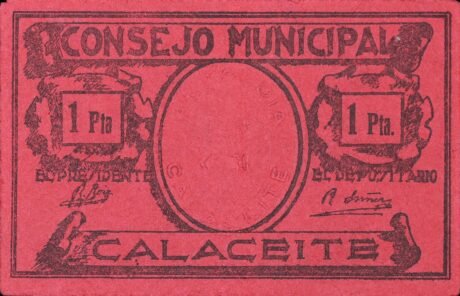 CONSEJO MUNICIPAL
1 Pta
1 Pta.
EL PRESIDENTE
EL DEPOSITARIO
CALACEITE